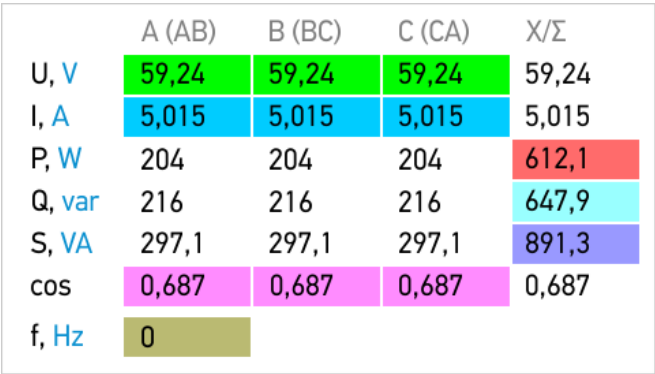 A (AB) B (BC) C (CA) X/Σ
U, V 59,24 59,24 59,24 59,24
I, A 5,015 5,015 5,015 5,015
P, W 204 204 204 612,1
Q, var 216 216 216 647,9
S, VA 297,1 297,1 297,1 891,3
cos 0,687 0,687 0,687 0,687
f, Hz 0